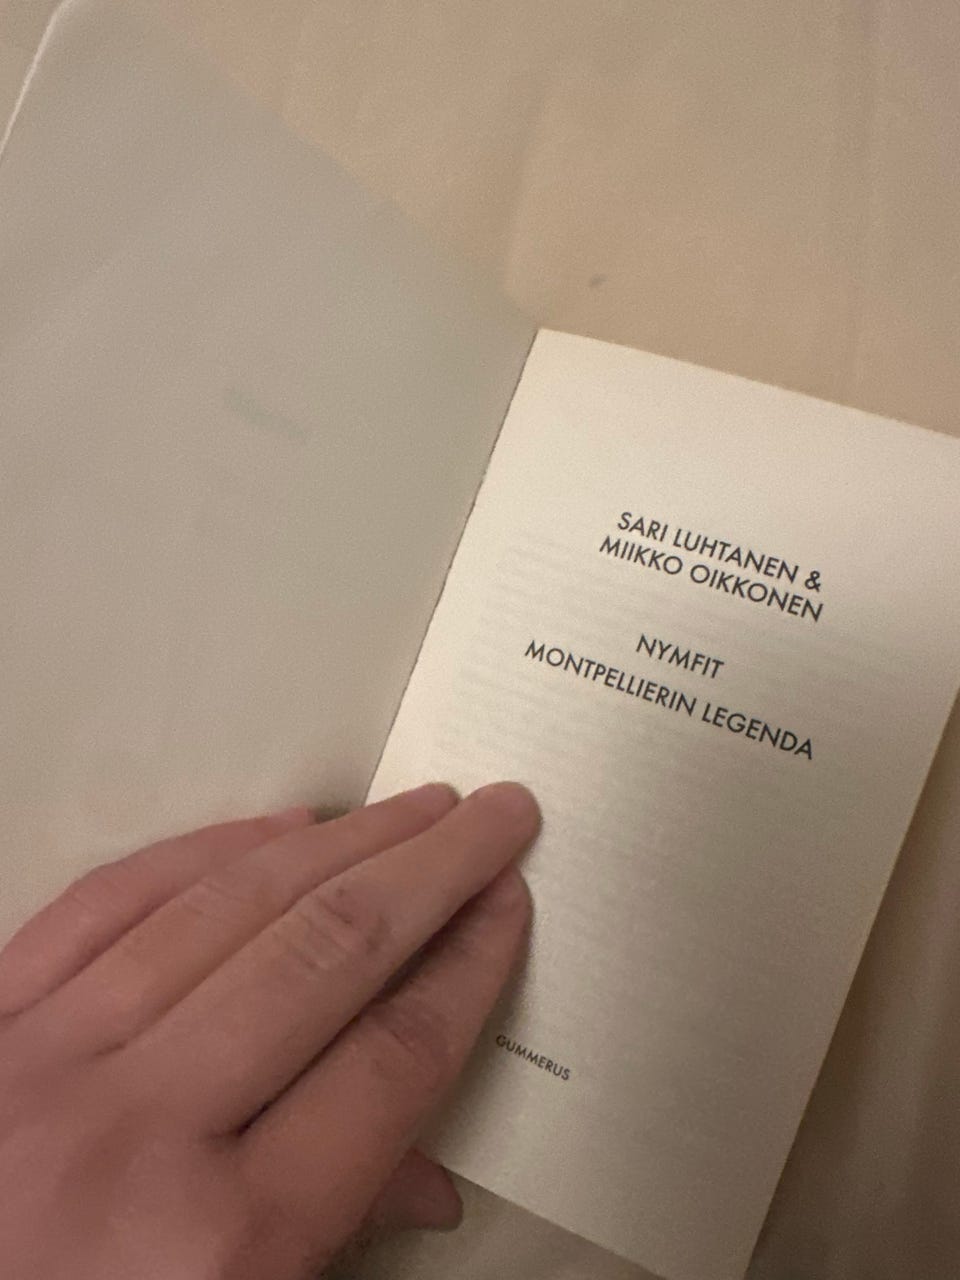 SARI LUHTANEN &
MIIKKO OIKKONEN
NYMFIT
MONTPELLIERIN LEGENDA
GUMMERUS